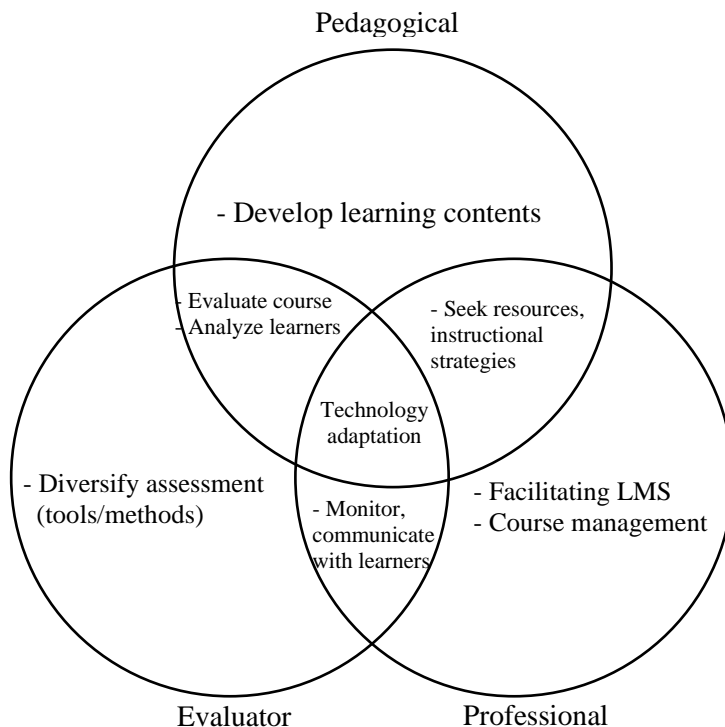 Pedagogical
- Develop learning contents
- Evaluate course
- Analyze learners
- Seek resources,
instructional
strategies
Technology
adaptation
- Diversify assessment
(tools/methods)
- Monitor,
communicate
with learners
- Facilitating LMS
- Course management
Evaluator
Professional